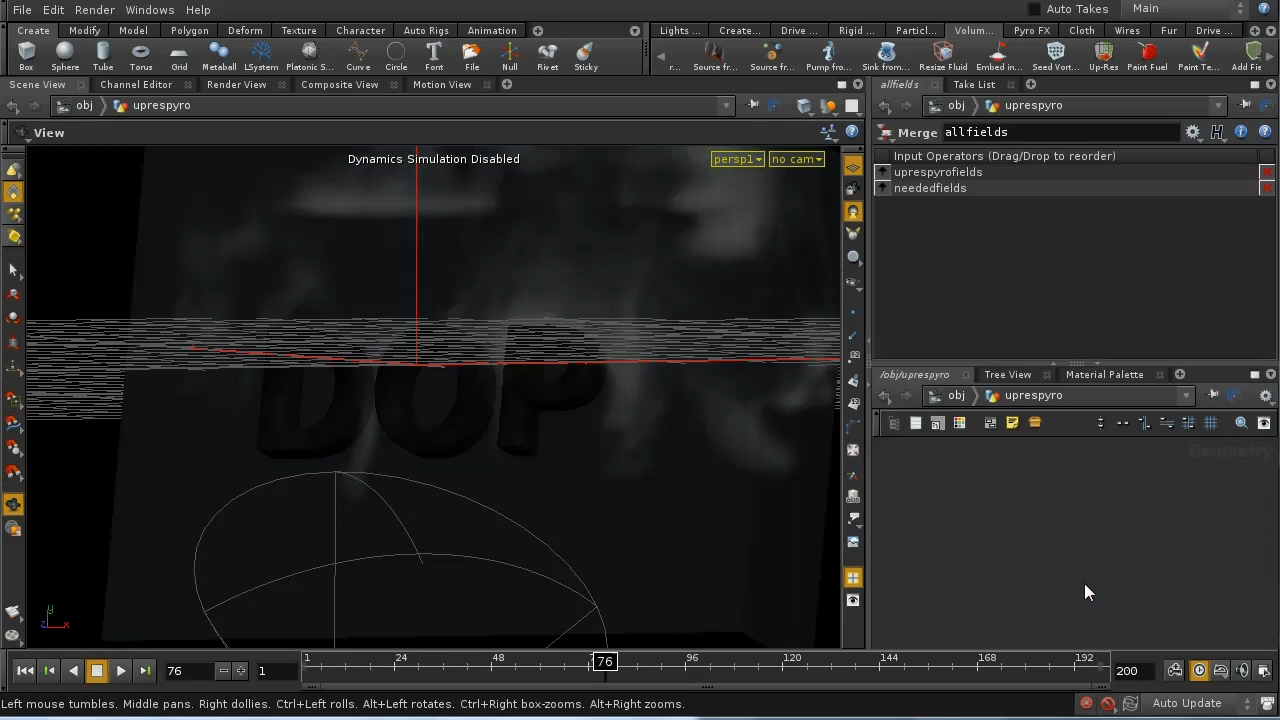 File Edit Render Windows Help Auto Takes Main
Create Modify Model Polygon Deform Texture Character Auto Rigs Animation Lights ... Create... Drive ... Rigid ... Particl... Volum... Pyro FX Cloth Wires Fur Drive ...
Box Sphere Tube Torus Grid Metaball LSystem Platonic S... Curve Circle Font File Null Rivet Sticky r... Source fr... Source fr... Pump fro... Sink from... Resize Fluid Embed in... Seed Vort... Up-Res Paint Fuel Paint Te... Add Fie
Scene View Channel Editor Render View Composite View Motion View allfields Take List
obj uprespyro obj uprespyro
View Merge allfields
Dynamics Simulation Disabled persp1 no cam Input Operators (Drag/Drop to reorder)
uprespyrofields
neededfields
DOP
/obj/uprespyro Tree View Material Palette
obj uprespyro
Geometry
y
z x
76 1 1 24 48 76 96 120 144 168 192 200
Left mouse tumbles. Middle pans. Right dollies. Ctrl+Left rolls. Alt+Left rotates. Ctrl+Right box-zooms. Alt+Right zooms. Auto Update